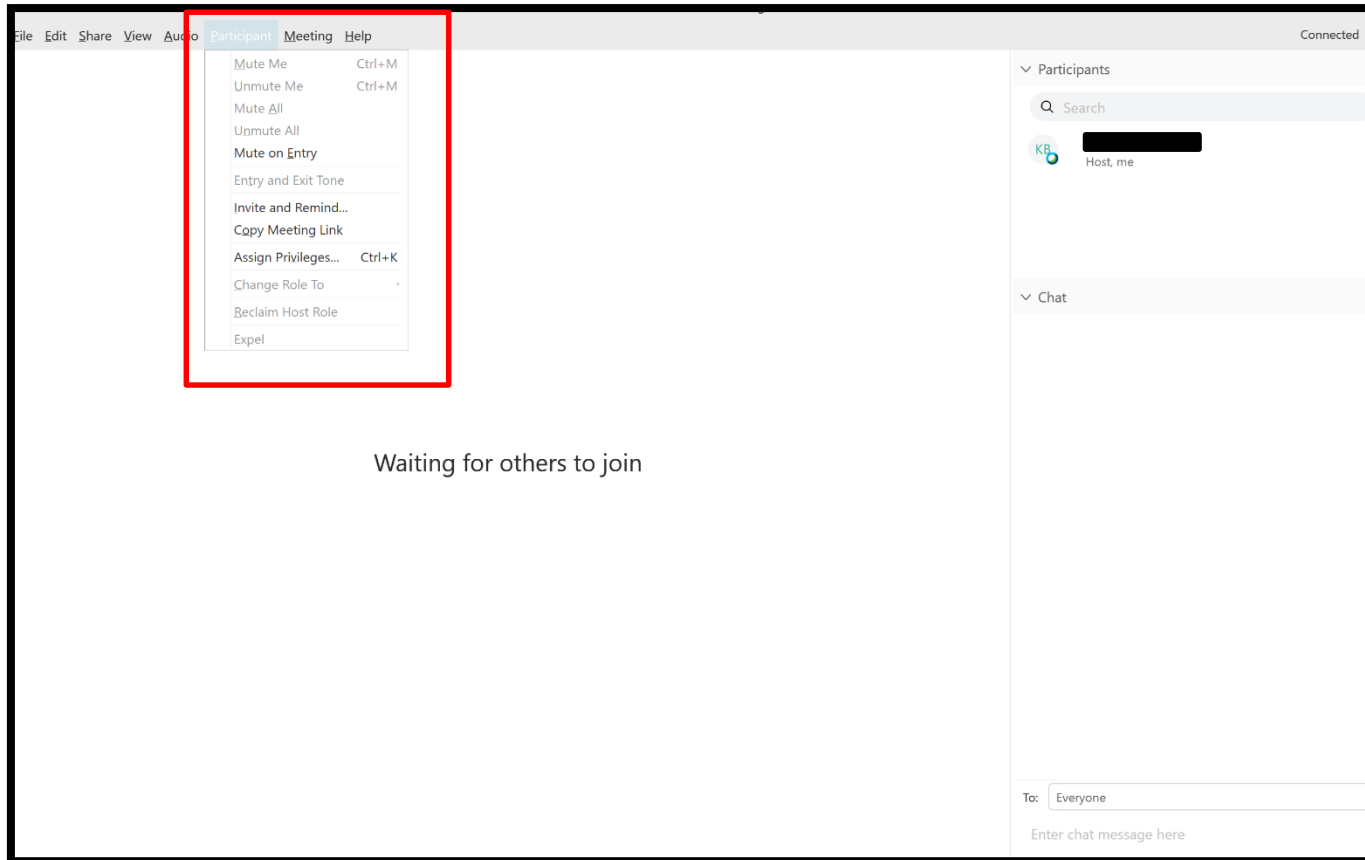 File Edit Share View Audio Participant Meeting Help
Connected
Mute Me Ctrl+M
Unmute Me Ctrl+M
Mute All
Unmute All
Mute on Entry
Entry and Exit Tone
Invite and Remind...
Copy Meeting Link
Assign Privileges... Ctrl+K
Change Role To
Reclaim Host Role
Expel
Waiting for others to join
Participants
Search
KB
Host, me
Chat
To: Everyone
Enter chat message here